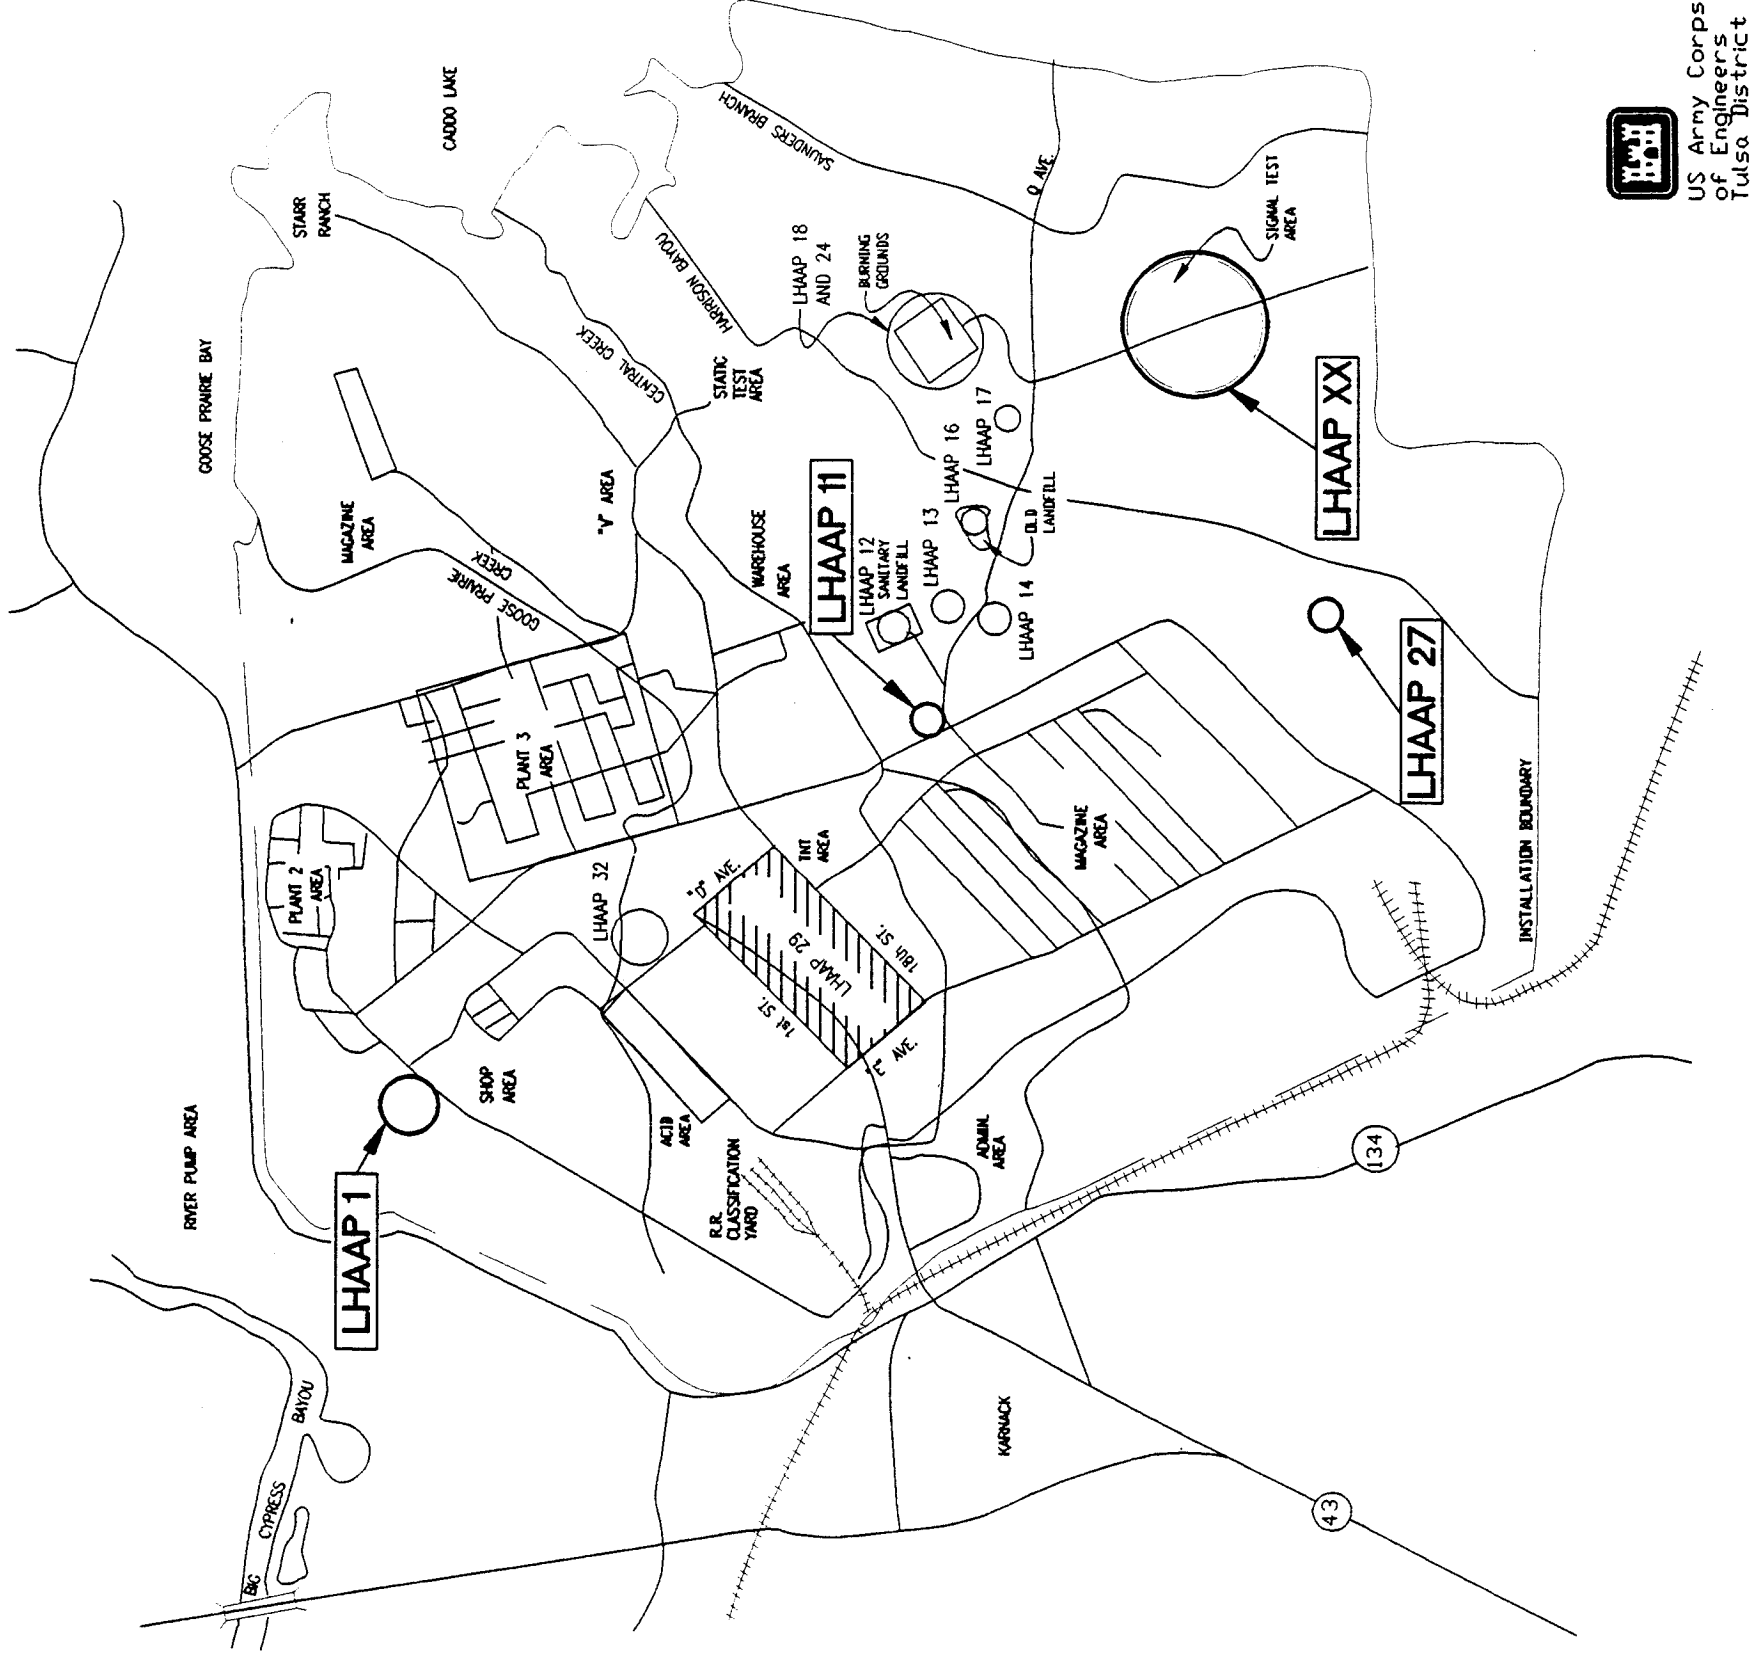 CADDO LAKE
STARR
RANCH
GOOSE PRAIRIE BAY
SAUNDERS BRANCH
Q AVE.
SIGNAL TEST
AREA
HARRISON BAYOU
LHAAP 18
AND 24
BURNING
GROUNDS
CENTRAL CREEK
STATIC
TEST
AREA
LHAAP 17
LHAAP 16
LHAAP XX
MAGAZINE
AREA
"V" AREA
GOOSE PRAIRIE
CREEK
WAREHOUSE
AREA
LHAAP 11
LHAAP 12
SANITARY
LANDFILL
LHAAP 13
OLD
LANDFILL
LHAAP 14
LHAAP 27
PLANT 3
AREA
PLANT 2
AREA
LHAAP 32
"D" AVE.
TNT
AREA
MAGAZINE
AREA
LHAAP 29
18th ST.
1st ST.
"E" AVE.
INSTALLATION BOUNDARY
RIVER PUMP AREA
LHAAP 1
SHOP
AREA
ACID
AREA
R.R.
CLASSIFICATION
YARD
ADMIN.
AREA
134
KARNACK
43
BIG CYPRESS BAYOU
US Army Corps
of Engineers
Tulsa District